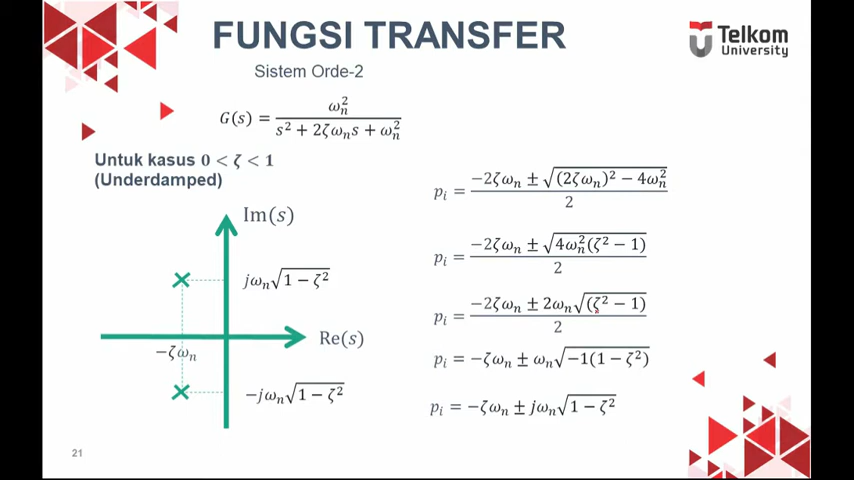 FUNGSI TRANSFER
Telkom
University
Sistem Orde-2
G(s) = ωₙ² / (s² + 2ζωₙs + ωₙ²)
Untuk kasus 0 < ζ < 1
(Underdamped)
Im(s)
jωₙ√(1 − ζ²)
Re(s)
−ζωₙ
−jωₙ√(1 − ζ²)
pᵢ = (−2ζωₙ ± √((2ζωₙ)² − 4ωₙ²)) / 2
pᵢ = (−2ζωₙ ± √(4ωₙ²(ζ² − 1))) / 2
pᵢ = (−2ζωₙ ± 2ωₙ√((ζ² − 1))) / 2
pᵢ = −ζωₙ ± ωₙ√(−1(1 − ζ²))
pᵢ = −ζωₙ ± jωₙ√(1 − ζ²)
21